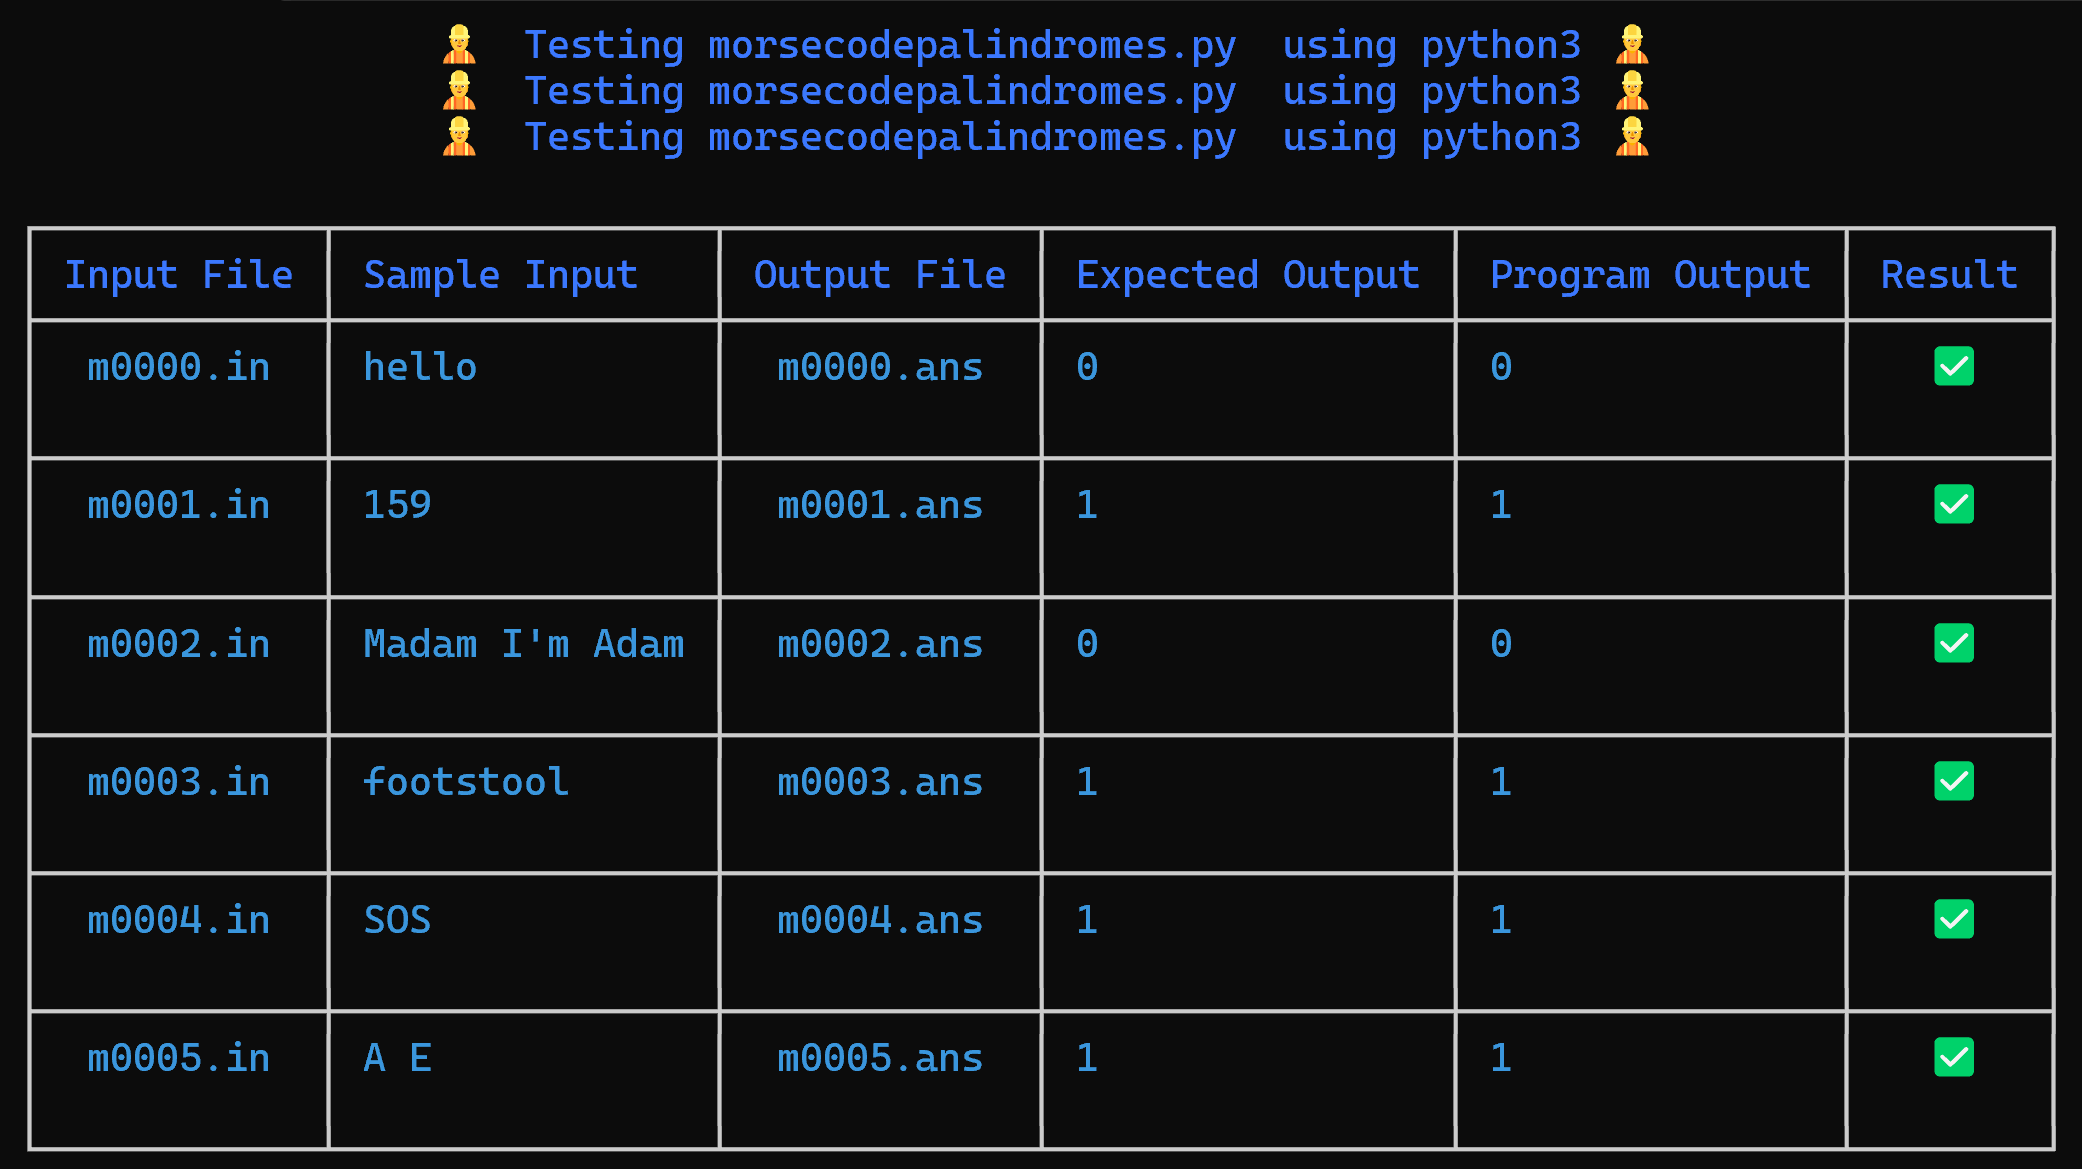 Testing morsecodepalindromes.py  using python3
Testing morsecodepalindromes.py  using python3
Testing morsecodepalindromes.py  using python3
Input File Sample Input Output File Expected Output Program Output Result
m0000.in hello m0000.ans 0 0
m0001.in 159 m0001.ans 1 1
m0002.in Madam I'm Adam m0002.ans 0 0
m0003.in footstool m0003.ans 1 1
m0004.in SOS m0004.ans 1 1
m0005.in A E m0005.ans 1 1